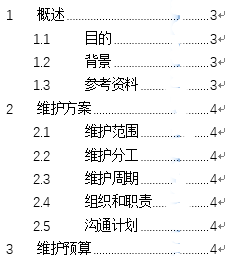 1 概述 3
1.1 目的 3
1.2 背景 3
1.3 参考资料 3
2 维护方案 4
2.1 维护范围 4
2.2 维护分工 4
2.3 维护周期 4
2.4 组织和职责 4
2.5 沟通计划 4
3 维护预算 4